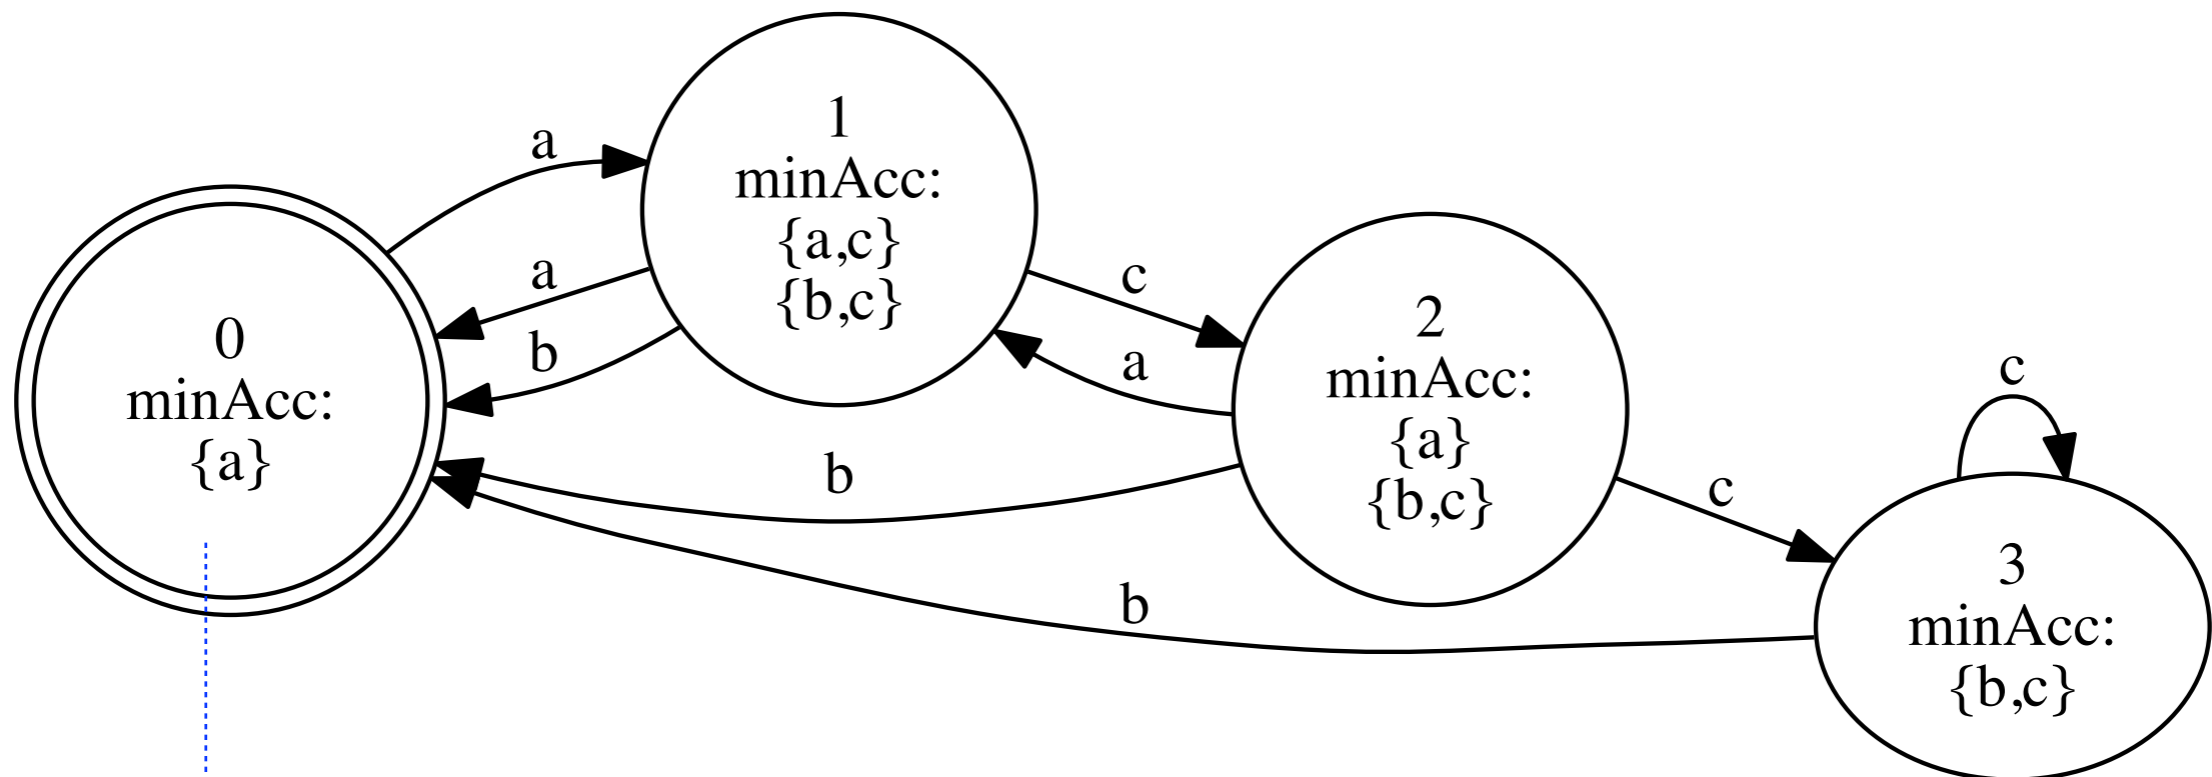 a
a
b
0
minAcc:
{a}
1
minAcc:
{a,c}
{b,c}
c
a
b
b
2
minAcc:
{a}
{b,c}
c
c
3
minAcc:
{b,c}